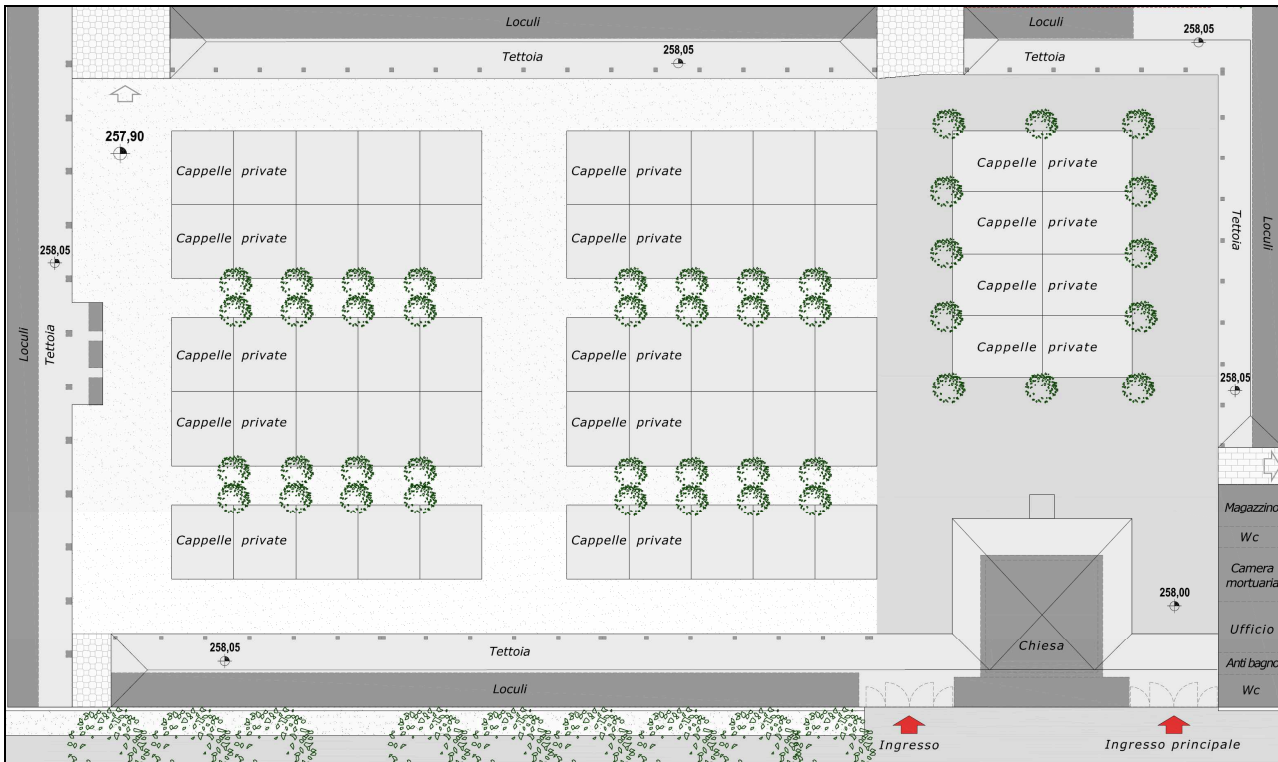 Loculi
Loculi
258,05
258,05
Tettoia
Tettoia
257,90
Cappelle private
Cappelle private
Cappelle private
Cappelle private
Cappelle private
Cappelle private
Tettoia
Loculi
258,05
Cappelle private
Loculi
Tettoia
Cappelle private
Cappelle private
Cappelle private
258,05
Cappelle private
Cappelle private
Magazzino
Wc
Cappelle private
Cappelle private
Camera
mortuaria
258,00
Ufficio
258,05
Tettoia
Chiesa
Anti bagno
Loculi
Wc
Ingresso
Ingresso principale